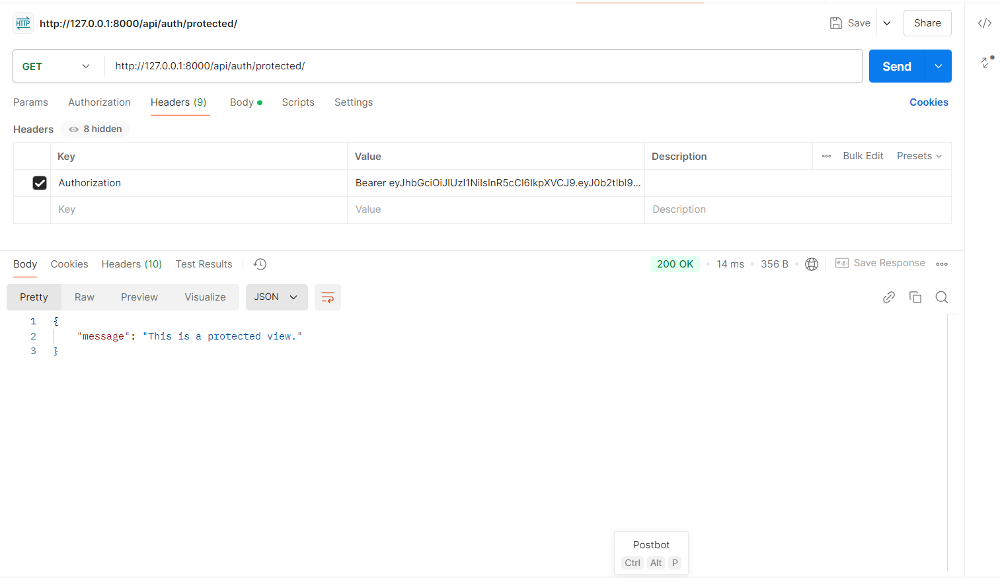 HTTP http://127.0.0.1:8000/api/auth/protected/ Save Share
GET http://127.0.0.1:8000/api/auth/protected/ Send
Params Authorization Headers (9) Body Scripts Settings Cookies
Headers 8 hidden
Key Value Description Bulk Edit Presets
Authorization Bearer eyJhbGciOiJIUzI1NiIsInR5cCI6IkpXVCJ9.eyJ0b2tlbl9...
Key Value Description
Body Cookies Headers (10) Test Results 200 OK 14 ms 356 B e.g. Save Response
Pretty Raw Preview Visualize JSON
1 {
2 "message": "This is a protected view."
3 }
Postbot
Ctrl Alt P